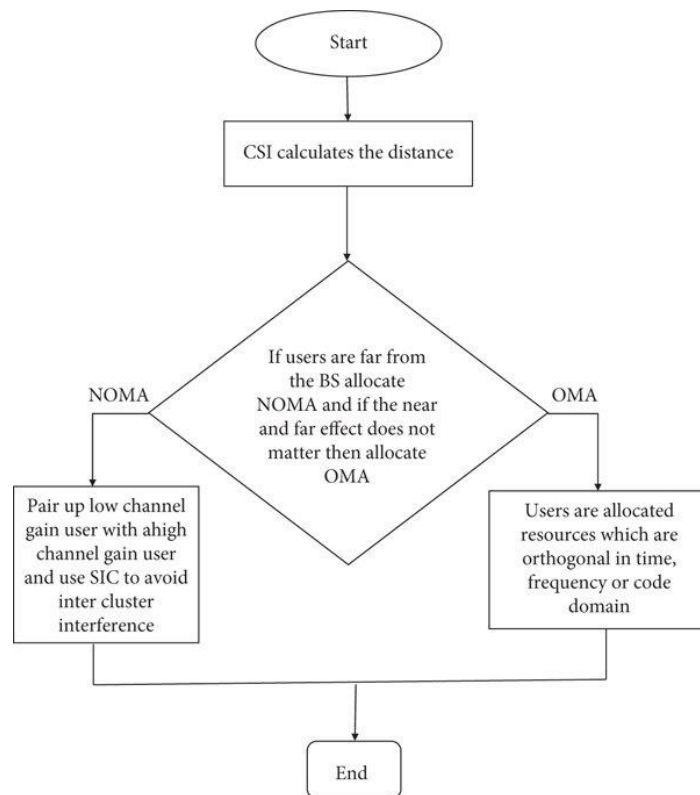 Start
CSI calculates the distance
If users are far from
the BS allocate
NOMA and if the near
and far effect does not
matter then allocate
OMA
NOMA
OMA
Pair up low channel
gain user with ahigh
channel gain user
and use SIC to avoid
inter cluster
interference
Users are allocated
resources which are
orthogonal in time,
frequency or code
domain
End